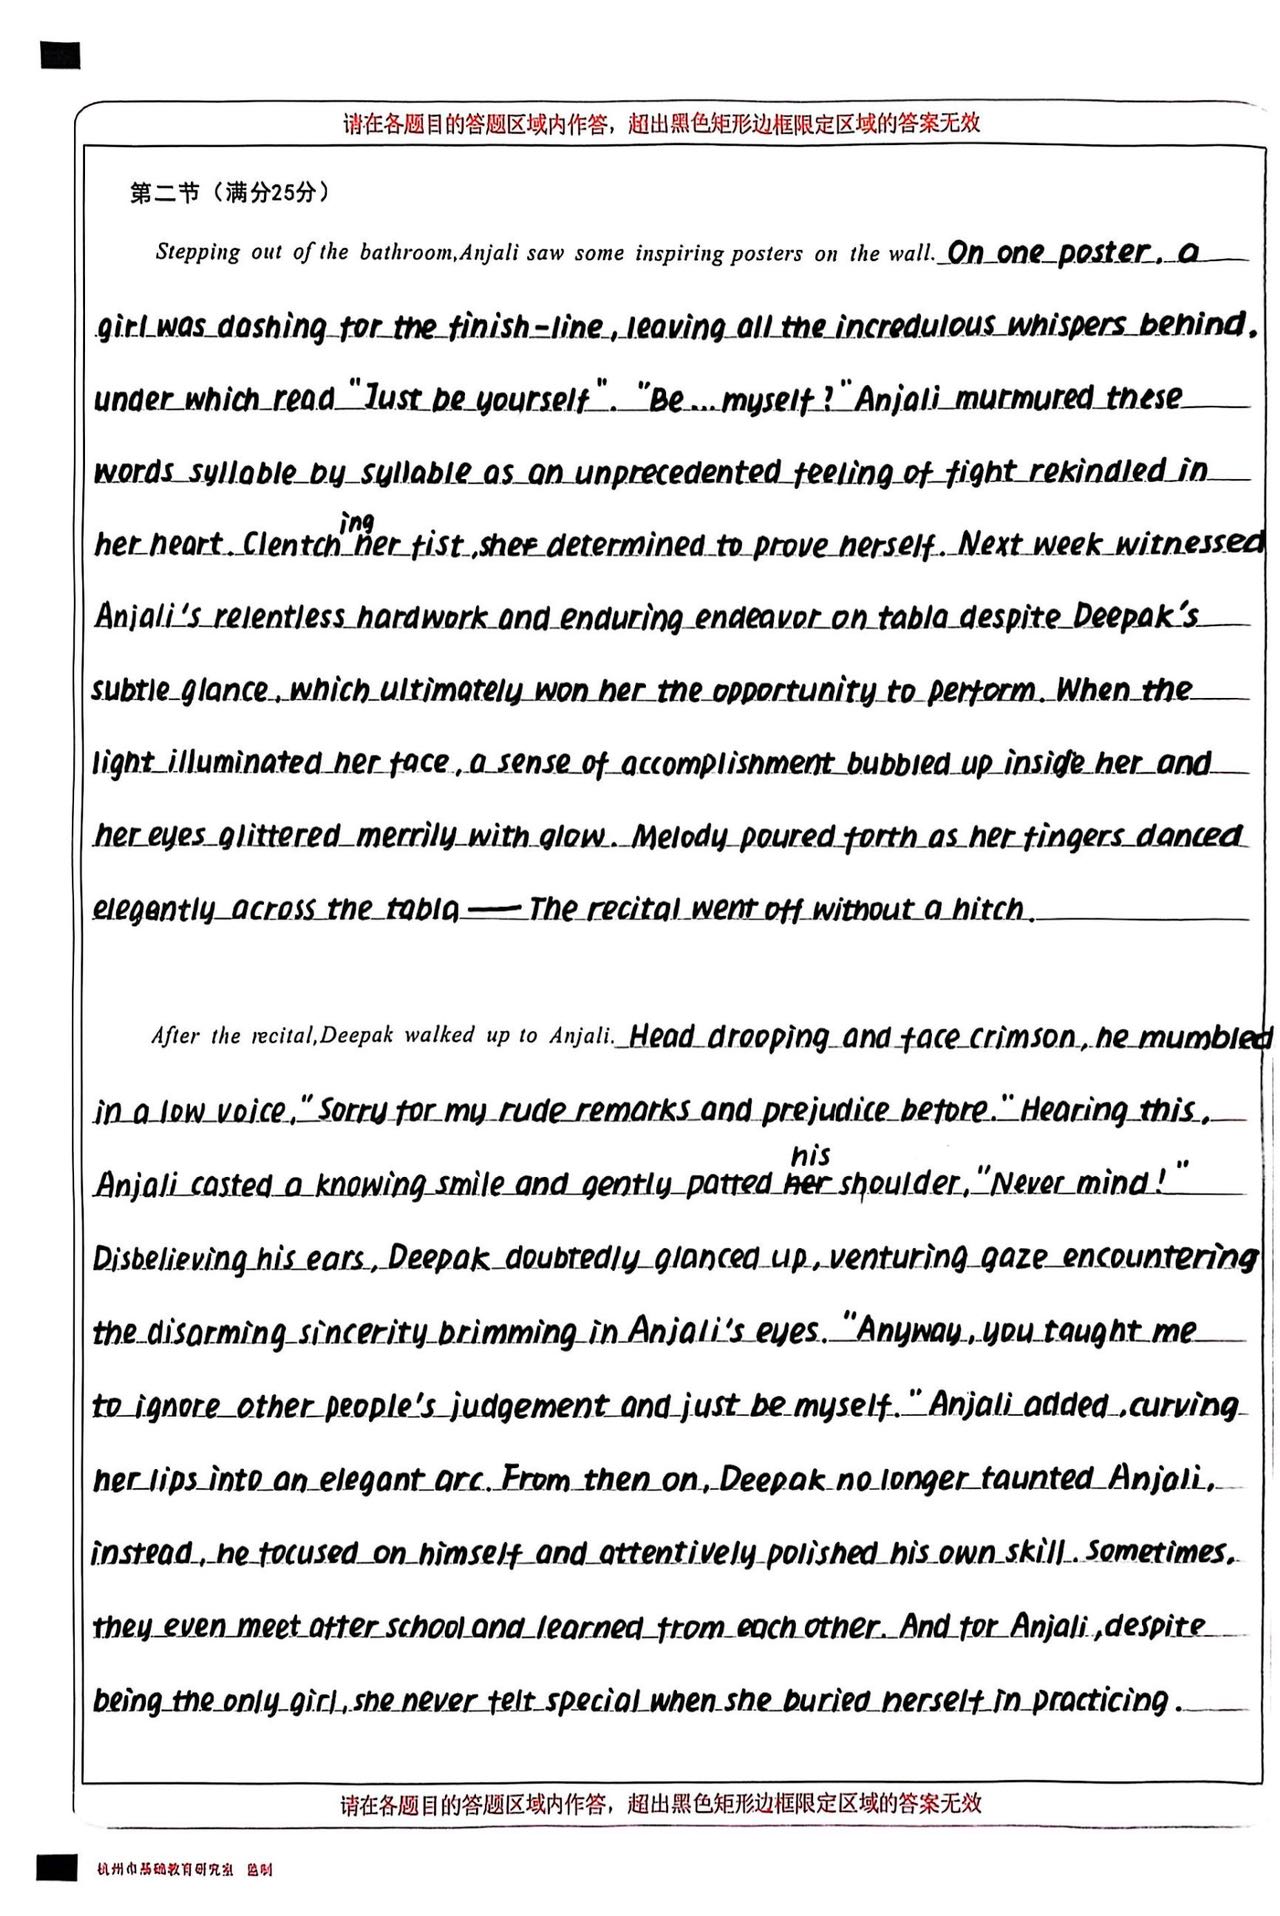 请在各题目的答题区域内作答，超出黑色矩形边框限定区域的答案无效
第二节（满分25分）
Stepping out of the bathroom,Anjali saw some inspiring posters on the wall. On one poster, a
girl was dashing for the finish-line, leaving all the incredulous whispers behind,
under which read "Just be yourself". "Be...myself?" Anjali murmured these
words syllable by syllable as an unprecedented feeling of fight rekindled in
her heart. Clentching her fist, she determined to prove herself. Next week witnessed
Anjali's relentless hardwork and enduring endeavor on tabla despite Deepak's
subtle glance, which ultimately won her the opportunity to perform. When the
light illuminated her face, a sense of accomplishment bubbled up inside her and
her eyes glittered merrily with glow. Melody poured forth as her fingers danced
elegantly across the tabla — The recital went off without a hitch.
After the recital,Deepak walked up to Anjali. Head drooping and face crimson, he mumbled
in a low voice, "Sorry for my rude remarks and prejudice before." Hearing this,
Anjali casted a knowing smile and gently patted his shoulder, "Never mind!"
Disbelieving his ears, Deepak doubtedly glanced up, venturing gaze encountering
the disarming sincerity brimming in Anjali's eyes. "Anyway, you taught me
to ignore other people's judgement and just be myself." Anjali added, curving
her lips into an elegant arc. From then on, Deepak no longer taunted Anjali,
instead, he focused on himself and attentively polished his own skill. Sometimes,
they even meet after school and learned from each other. And for Anjali, despite
being the only girl, she never felt special when she buried herself in practicing.
请在各题目的答题区域内作答，超出黑色矩形边框限定区域的答案无效
杭州市基础教育研究室 监制